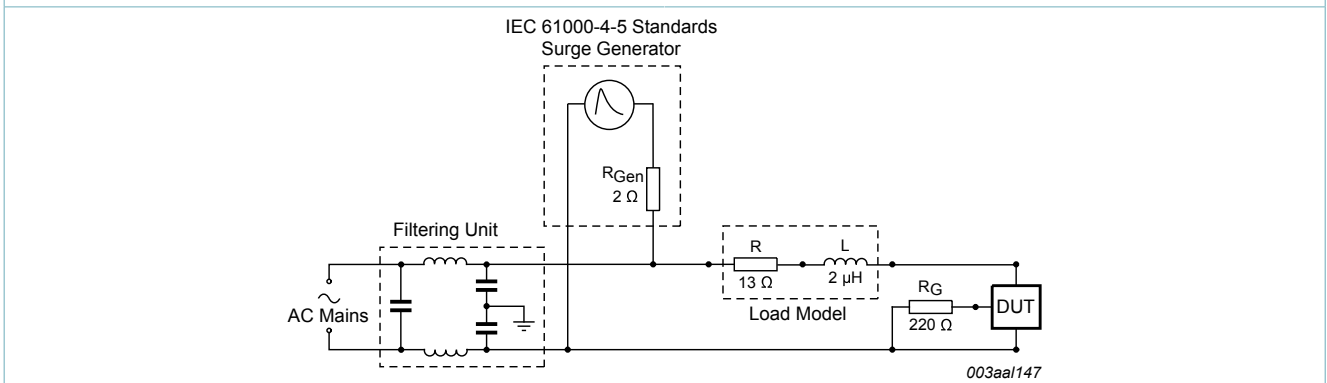 IEC 61000-4-5 Standards
Surge Generator
RGen
2 Ω
Filtering Unit
R
L
13 Ω
2 μH
RG
220 Ω
DUT
Load Model
AC Mains
003aal147